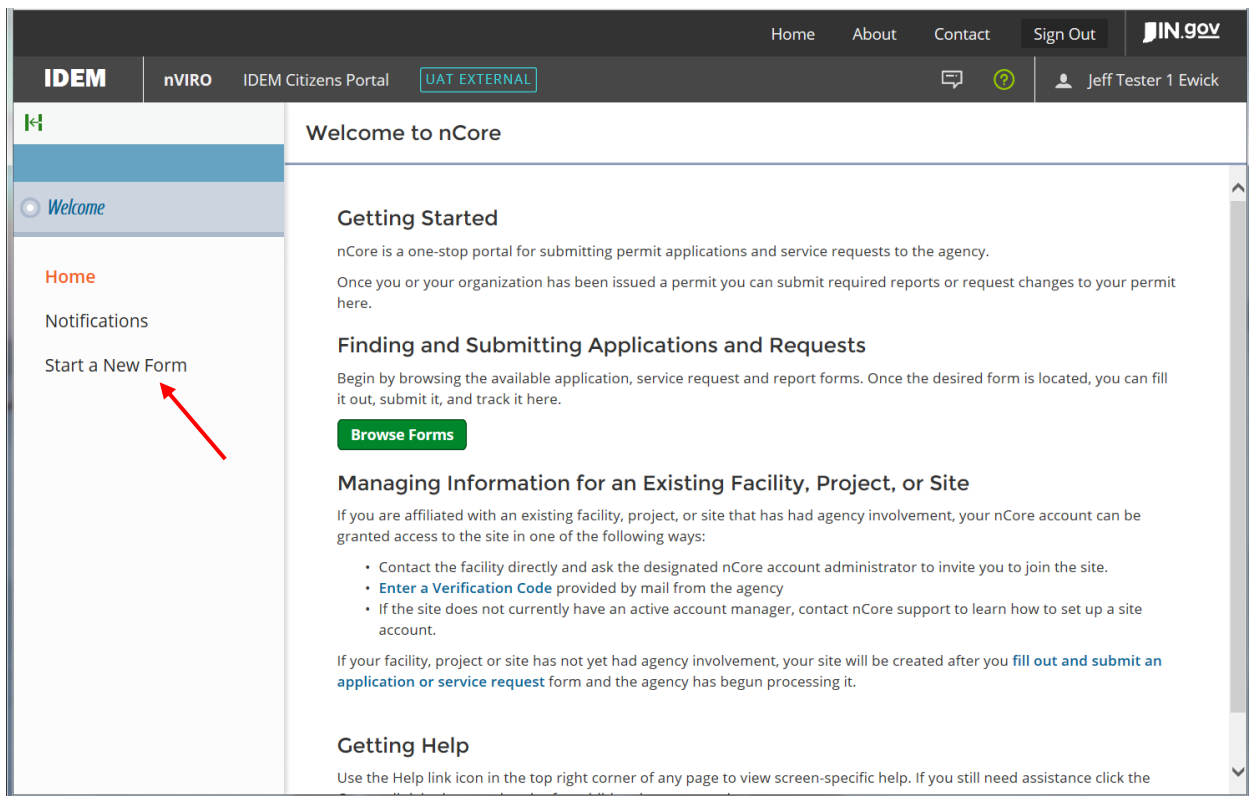 Home About Contact Sign Out IN.gov
IDEM nVIRO IDEM Citizens Portal UAT EXTERNAL Jeff Tester 1 Ewick
Welcome to nCore
Welcome
Home
Notifications
Start a New Form
Getting Started
nCore is a one-stop portal for submitting permit applications and service requests to the agency.
Once you or your organization has been issued a permit you can submit required reports or request changes to your permit
here.
Finding and Submitting Applications and Requests
Begin by browsing the available application, service request and report forms. Once the desired form is located, you can fill
it out, submit it, and track it here.
Browse Forms
Managing Information for an Existing Facility, Project, or Site
If you are affiliated with an existing facility, project, or site that has had agency involvement, your nCore account can be
granted access to the site in one of the following ways:
• Contact the facility directly and ask the designated nCore account administrator to invite you to join the site.
• Enter a Verification Code provided by mail from the agency
• If the site does not currently have an active account manager, contact nCore support to learn how to set up a site
account.
If your facility, project or site has not yet had agency involvement, your site will be created after you fill out and submit an
application or service request form and the agency has begun processing it.
Getting Help
Use the Help link icon in the top right corner of any page to view screen-specific help. If you still need assistance click the